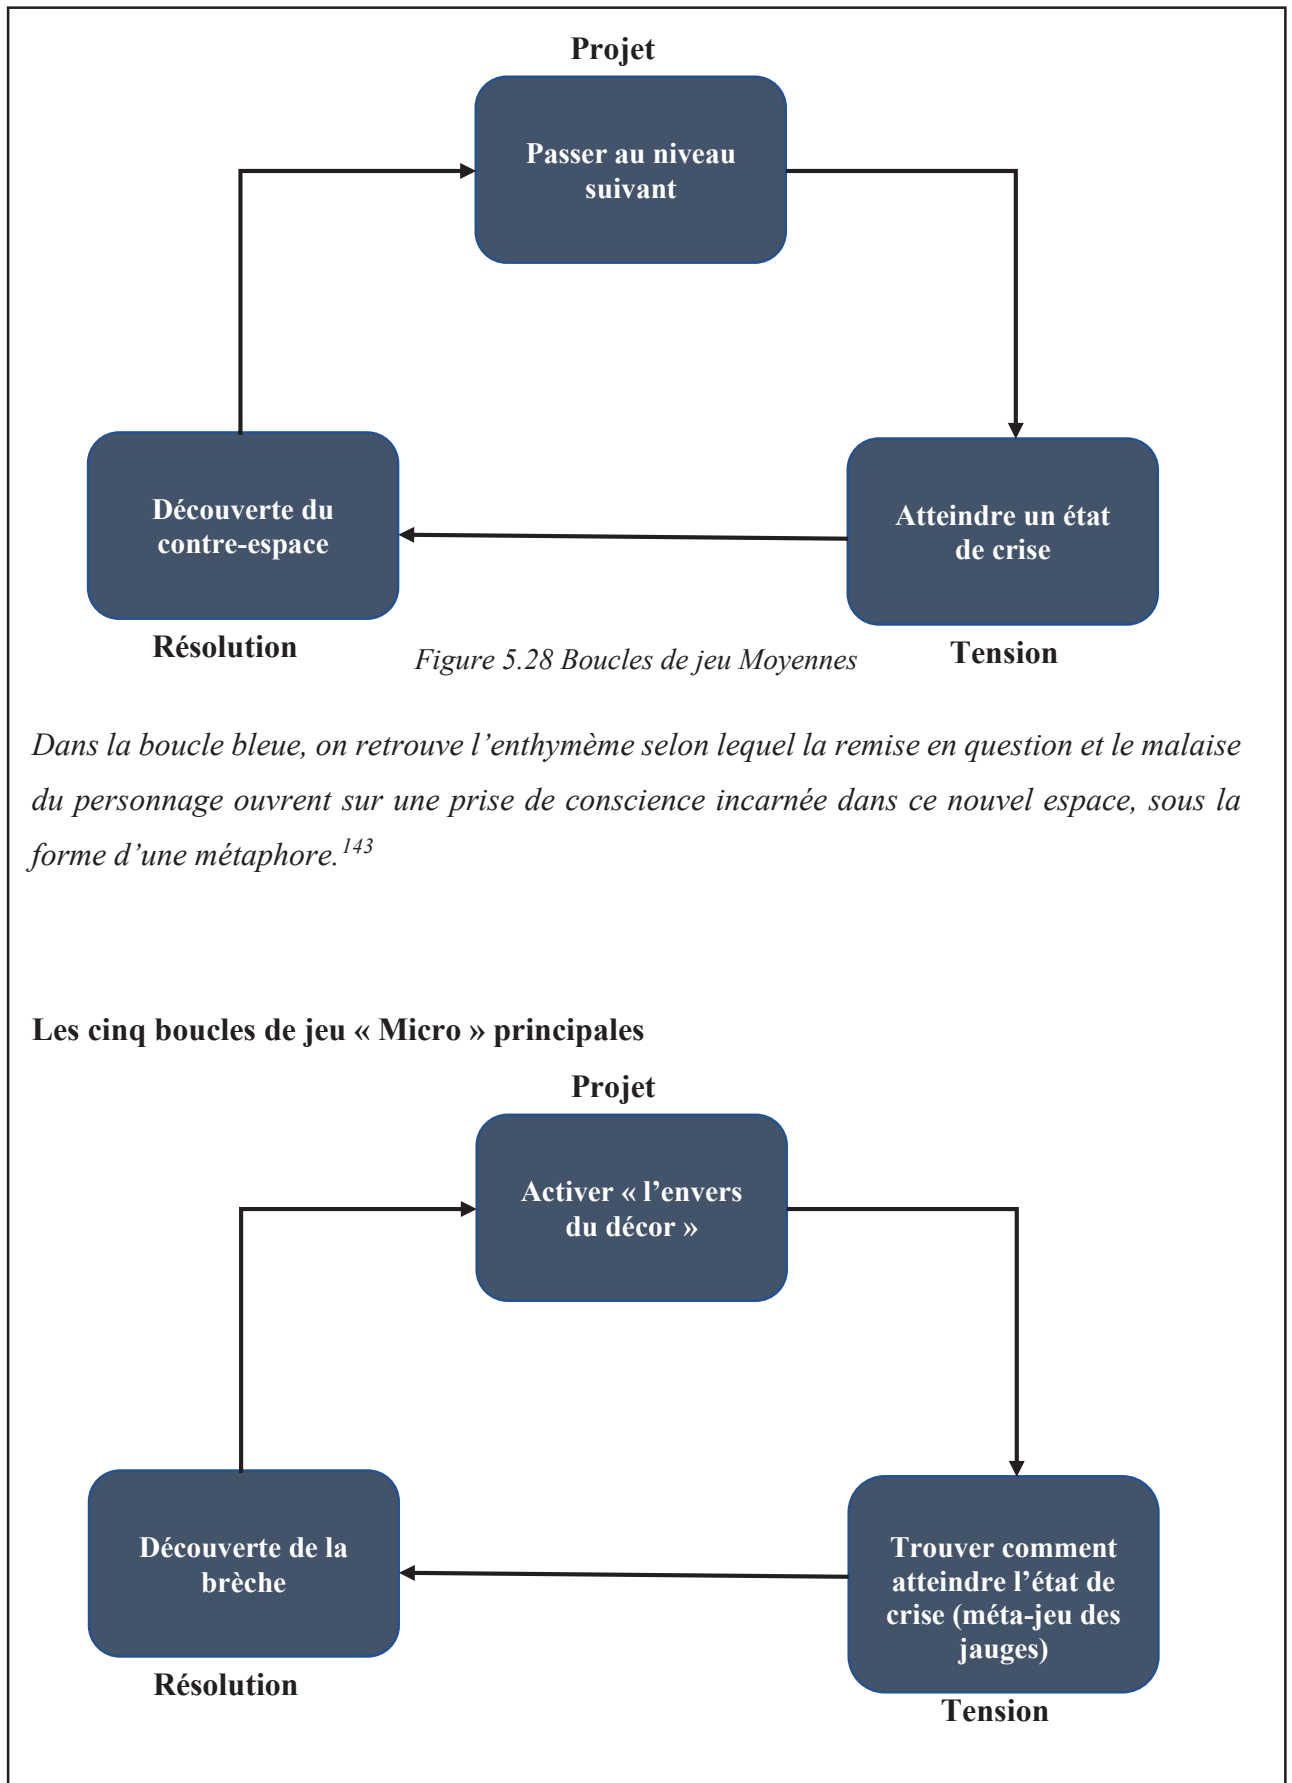 Projet
Passer au niveau
suivant
Découverte du
contre-espace
Atteindre un état
de crise
Résolution
Figure 5.28 Boucles de jeu Moyennes
Tension
Dans la boucle bleue, on retrouve l’enthymème selon lequel la remise en question et le malaise
du personnage ouvrent sur une prise de conscience incarnée dans ce nouvel espace, sous la
forme d’une métaphore.143
Les cinq boucles de jeu « Micro » principales
Projet
Activer « l’envers
du décor »
Découverte de la
brèche
Trouver comment
atteindre l’état de
crise (méta-jeu des
jauges)
Résolution
Tension